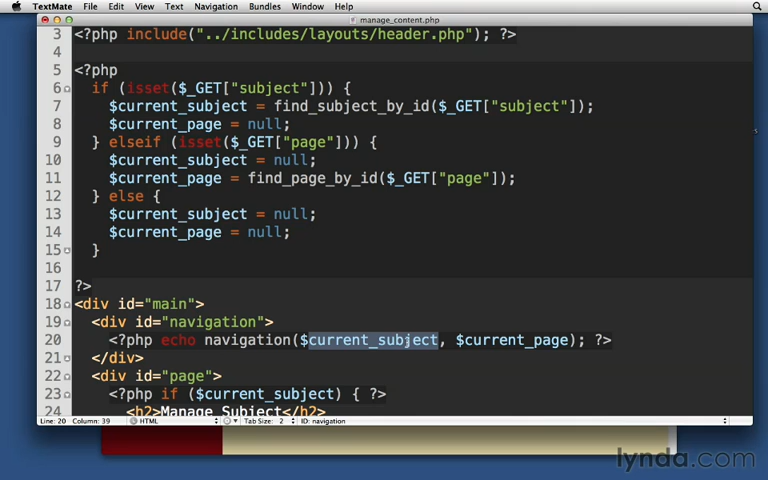 TextMate File Edit View Text Navigation Bundles Window Help
manage_content.php
3 <?php include("../includes/layouts/header.php"); ?>
4
5 <?php
6 if (isset($_GET["subject"])) {
7 $current_subject = find_subject_by_id($_GET["subject"]);
8 $current_page = null;
9 } elseif (isset($_GET["page"])) {
10 $current_subject = null;
11 $current_page = find_page_by_id($_GET["page"]);
12 } else {
13 $current_subject = null;
14 $current_page = null;
15 }
16
17 ?>
18 <div id="main">
19 <div id="navigation">
20 <?php echo navigation($current_subject, $current_page); ?>
21 </div>
22 <div id="page">
23 <?php if ($current_subject) { ?>
24 <h2>Manage Subject</h2>
Line: 20 Column: 39 HTML Tab Size: 2 ID: navigation
lynda.com